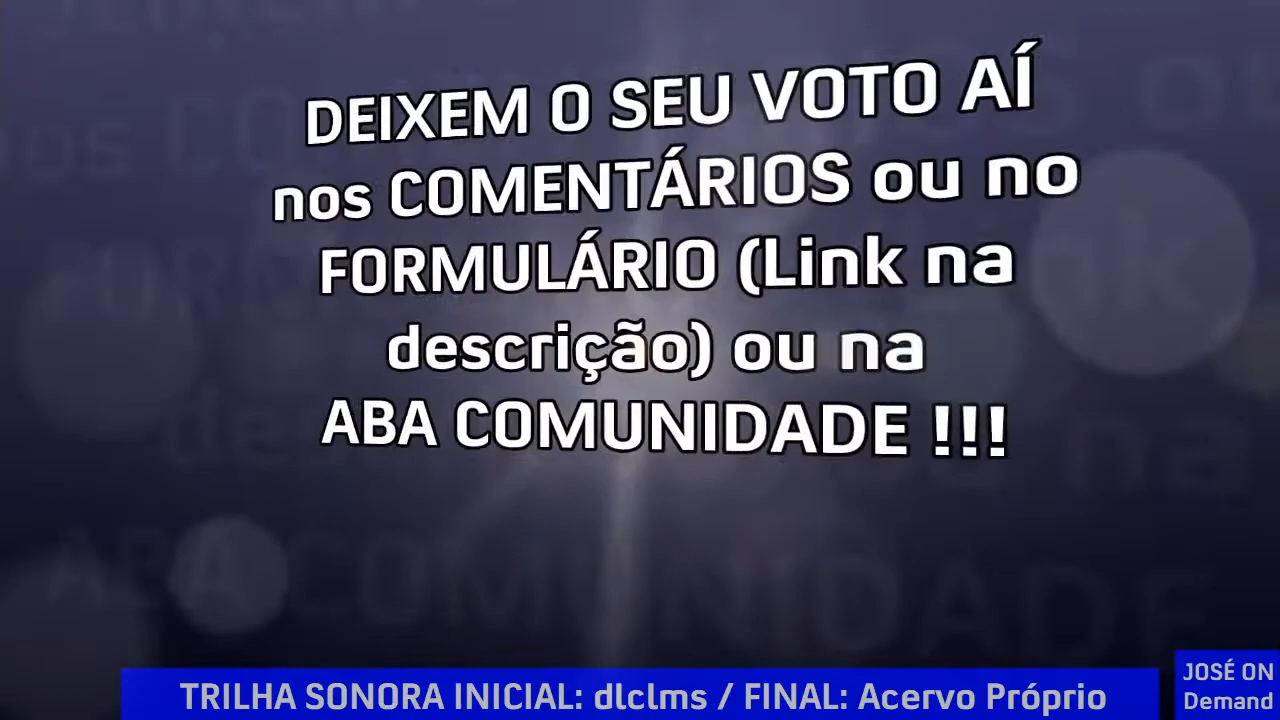 DEIXEM O SEU VOTO AÍ
nos COMENTÁRIOS ou no
FORMULÁRIO (Link na
descrição) ou na
ABA COMUNIDADE !!!
TRILHA SONORA INICIAL: dlclms / FINAL: Acervo Próprio
JOSÉ ON
Demand